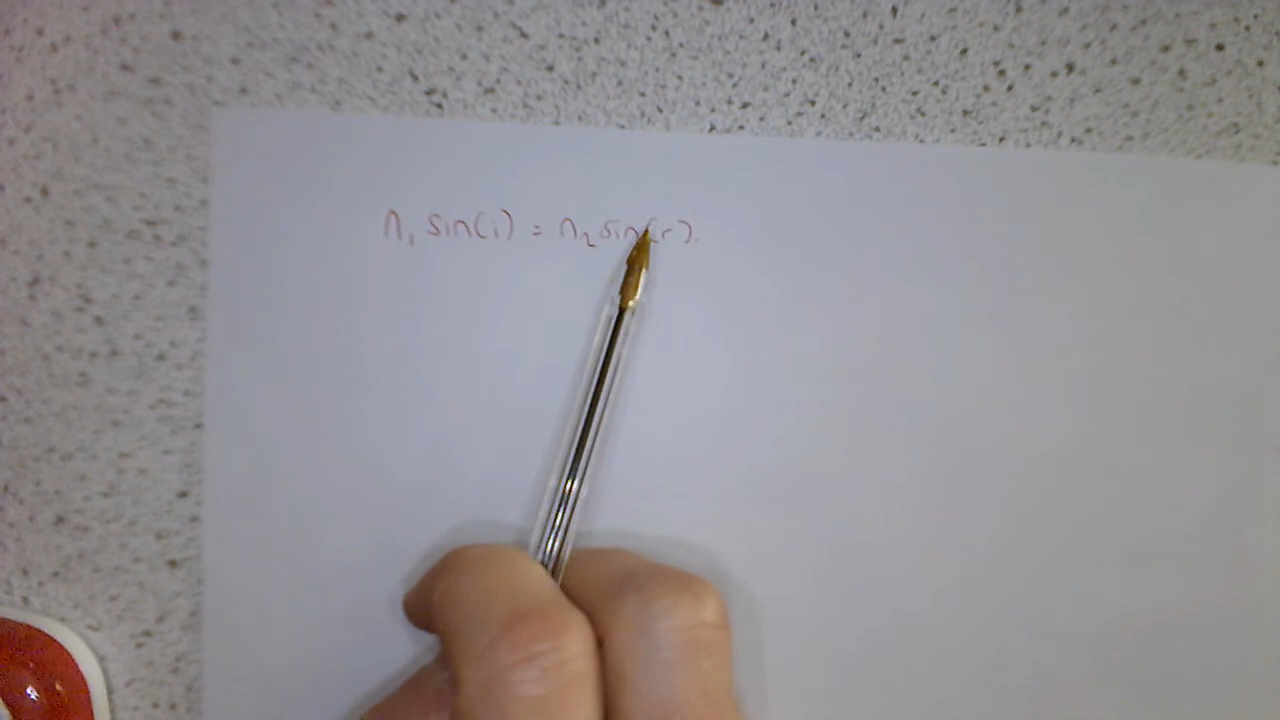 n₁ sin(i) = n₂ sin(r).